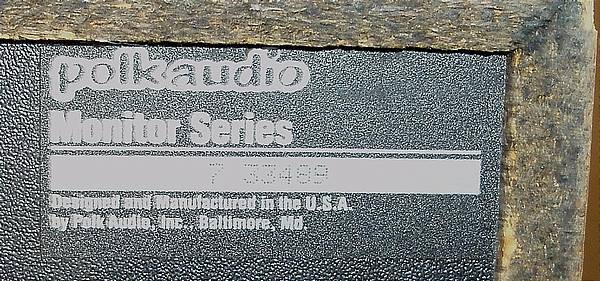 polkaudio
Monitor Series
7 33489
Designed and Manufactured in the U.S.A.
by Polk Audio, Inc., Baltimore, Md.